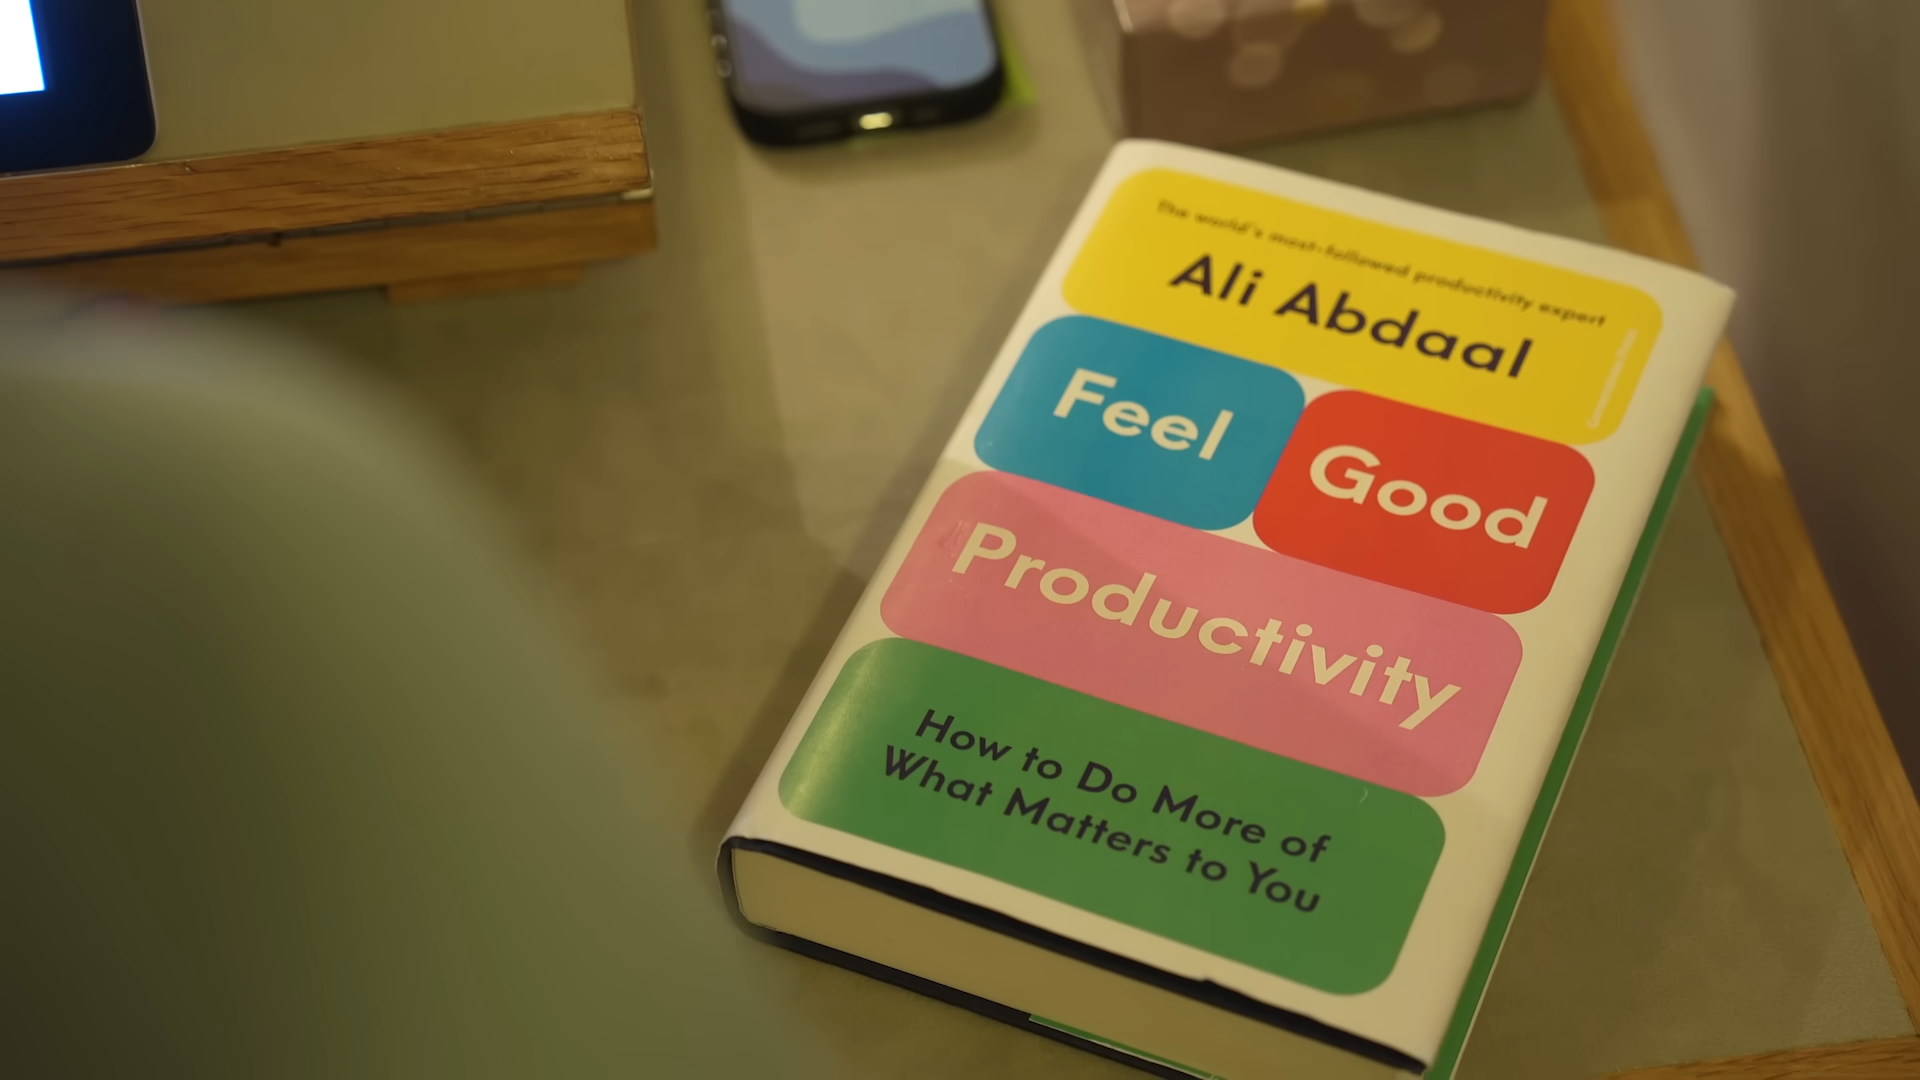 The world's most-followed productivity expert
Ali Abdaal
Feel Good
Productivity
How to Do More of
What Matters to You